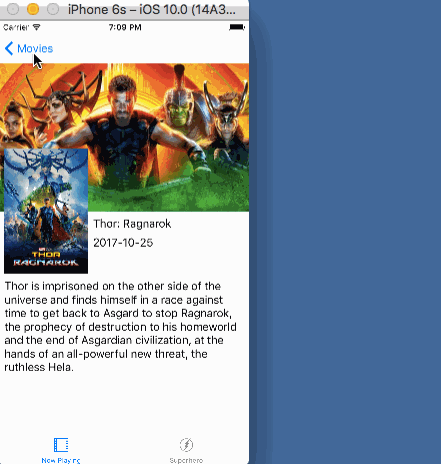 iPhone 6s – iOS 10.0 (14A3...
Carrier 7:09 PM
Movies
THOR
RAGNAROK
Thor: Ragnarok
2017-10-25
Thor is imprisoned on the other side of the
universe and finds himself in a race against
time to get back to Asgard to stop Ragnarok,
the prophecy of destruction to his homeworld
and the end of Asgardian civilization, at the
hands of an all-powerful new threat, the
ruthless Hela.
Now Playing Superhero